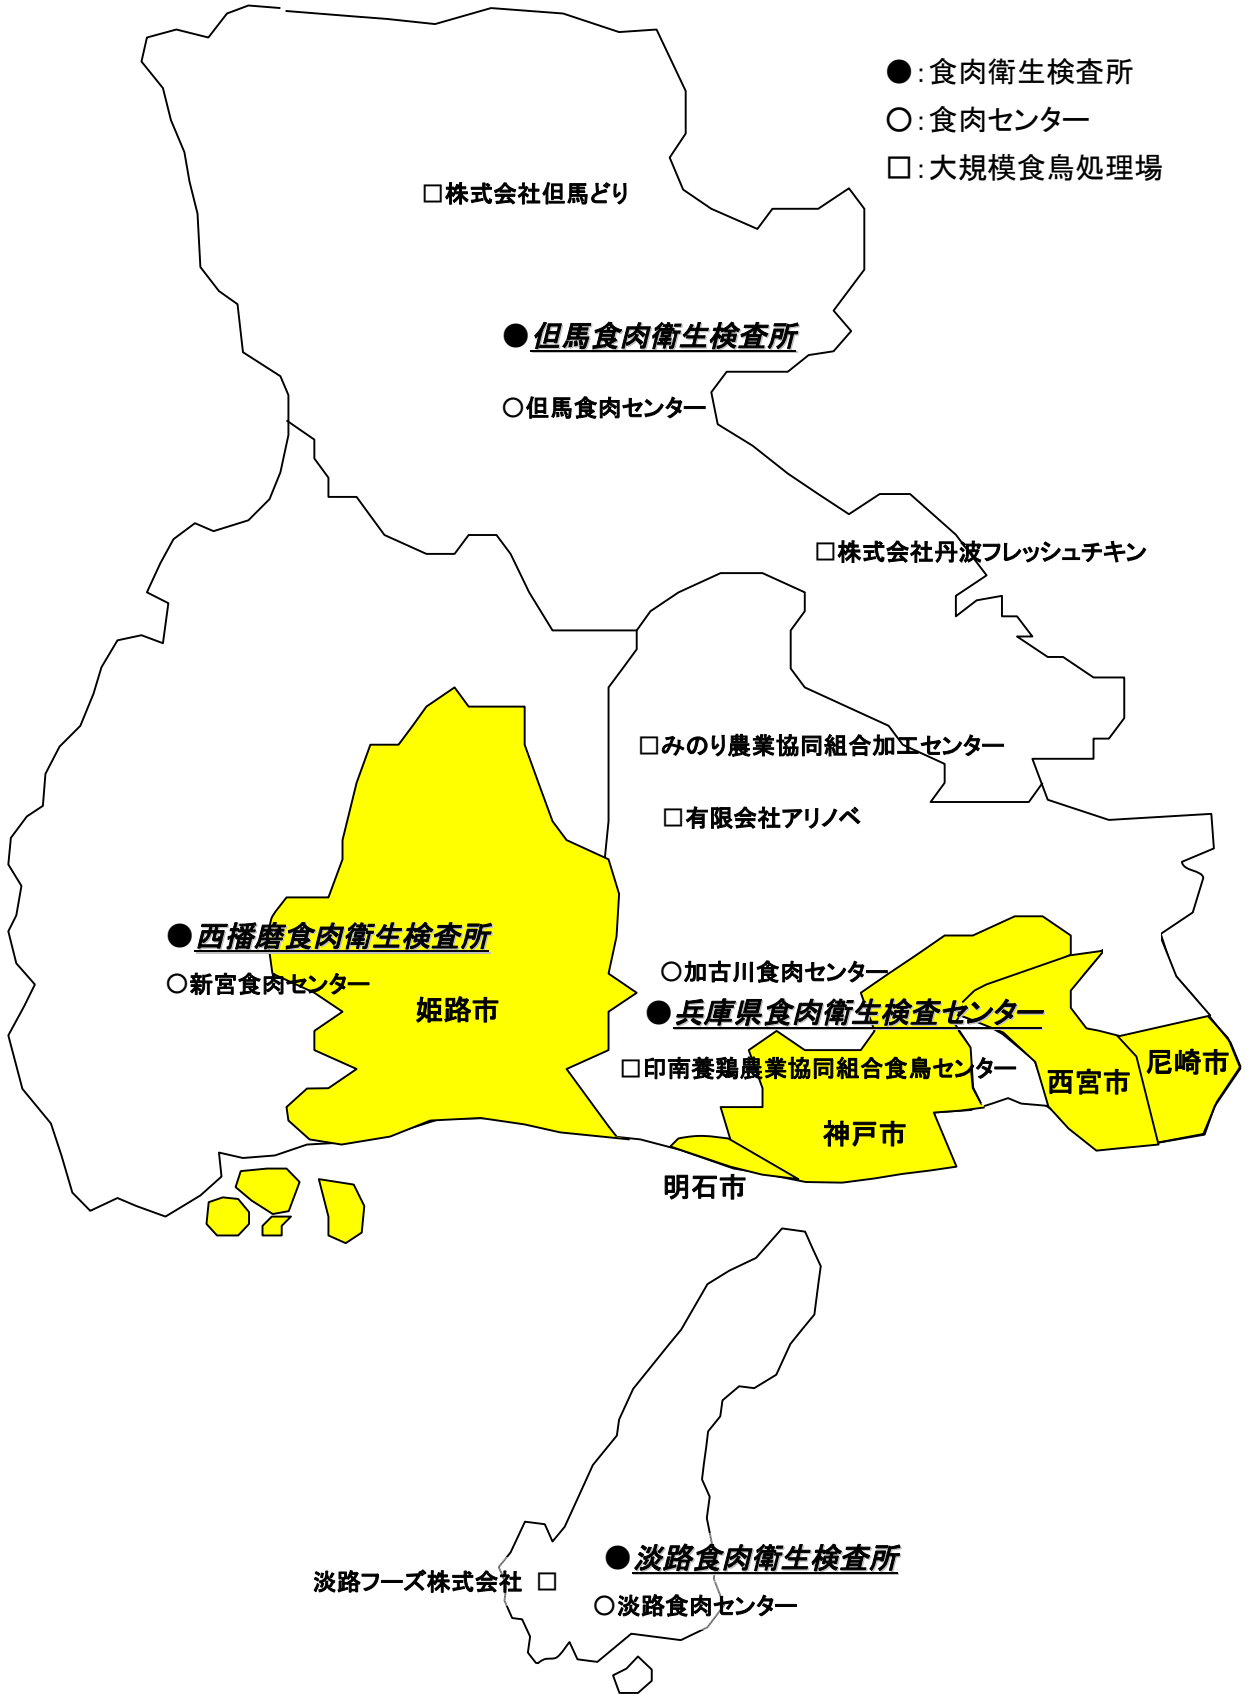 ●：食肉衛生検査所
○：食肉センター
□：大規模食鳥処理場
□株式会社但馬どり
●但馬食肉衛生検査所
○但馬食肉センター
□株式会社丹波フレッシュチキン
□みのり農業協同組合加工センター
□有限会社アリノベ
●西播磨食肉衛生検査所
○新宮食肉センター
姫路市
○加古川食肉センター
●兵庫県食肉衛生検査センター
□印南養鶏農業協同組合食鳥センター
尼崎市
西宮市
神戸市
明石市
●淡路食肉衛生検査所
淡路フーズ株式会社 □
○淡路食肉センター